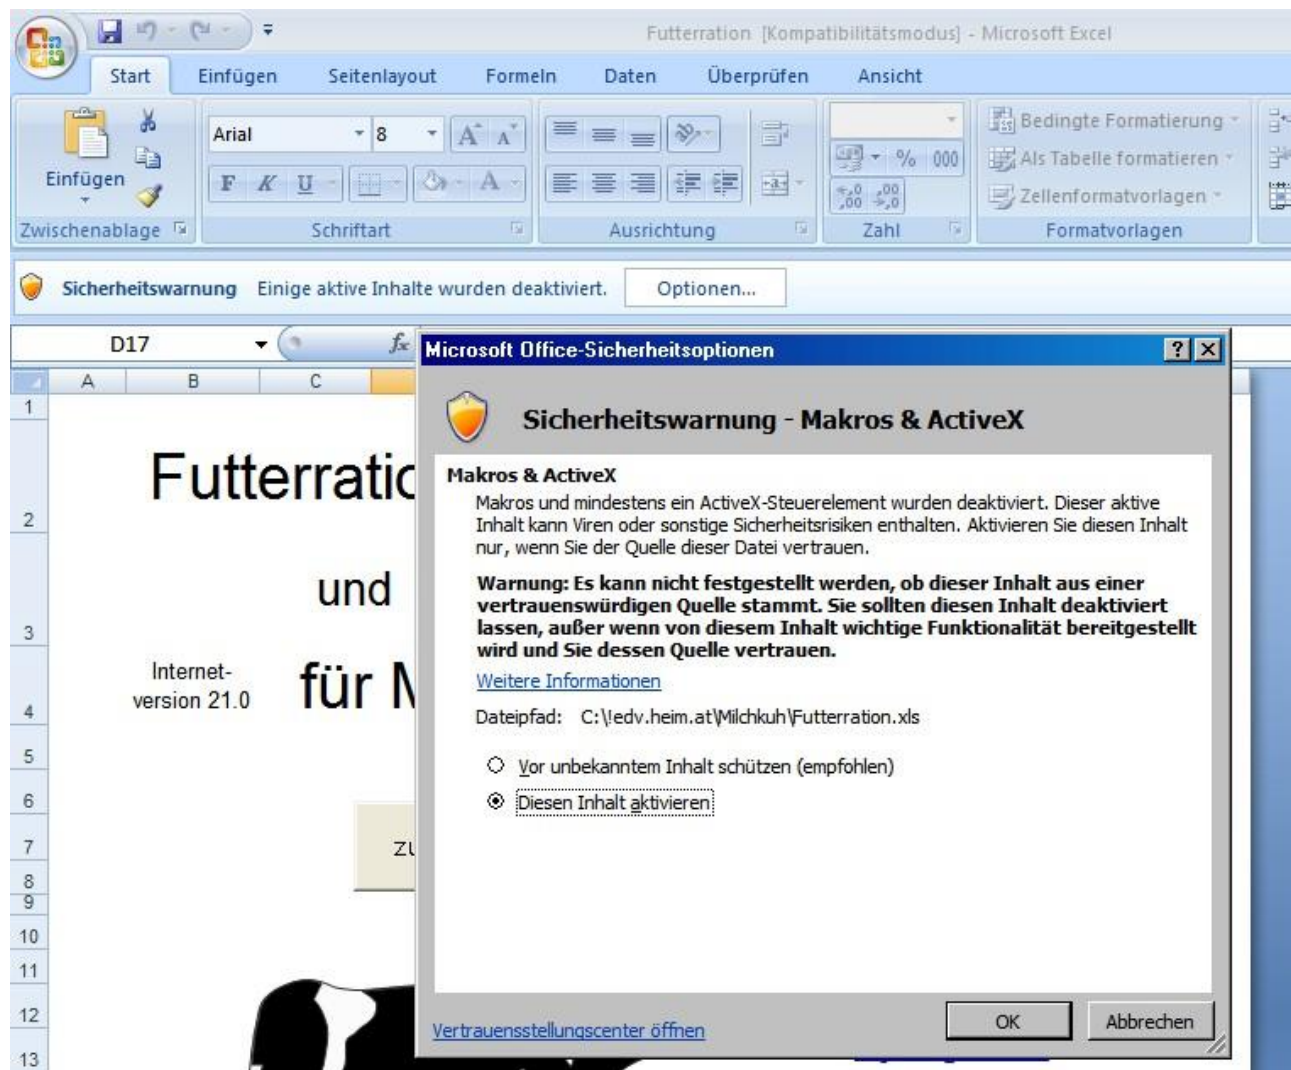 Futterration [Kompatibilitätsmodus] - Microsoft Excel
Start Einfügen Seitenlayout Formeln Daten Überprüfen Ansicht
Arial 8 A A Bedingte Formatierung
% 000 Als Tabelle formatieren
Einfügen F K U A Zellenformatvorlagen
Zwischenablage Schriftart Ausrichtung Zahl Formatvorlagen
Sicherheitswarnung Einige aktive Inhalte wurden deaktiviert. Optionen...
D17 fx
Microsoft Office-Sicherheitsoptionen
A B C
1
Sicherheitswarnung - Makros & ActiveX
Futterratio
2
und
3
Internet-
version 21.0
für M
4
5
6
7
zu
8
9
10
11
12
13
Makros & ActiveX
Makros und mindestens ein ActiveX-Steuerelement wurden deaktiviert. Dieser aktive
Inhalt kann Viren oder sonstige Sicherheitsrisiken enthalten. Aktivieren Sie diesen Inhalt
nur, wenn Sie der Quelle dieser Datei vertrauen.
Warnung: Es kann nicht festgestellt werden, ob dieser Inhalt aus einer
vertrauenswürdigen Quelle stammt. Sie sollten diesen Inhalt deaktiviert
lassen, außer wenn von diesem Inhalt wichtige Funktionalität bereitgestellt
wird und Sie dessen Quelle vertrauen.
Weitere Informationen
Dateipfad: C:\!edv.heim.at\Milchkuh\Futterration.xls
Vor unbekanntem Inhalt schützen (empfohlen)
Diesen Inhalt aktivieren
Vertrauensstellungscenter öffnen
OK Abbrechen